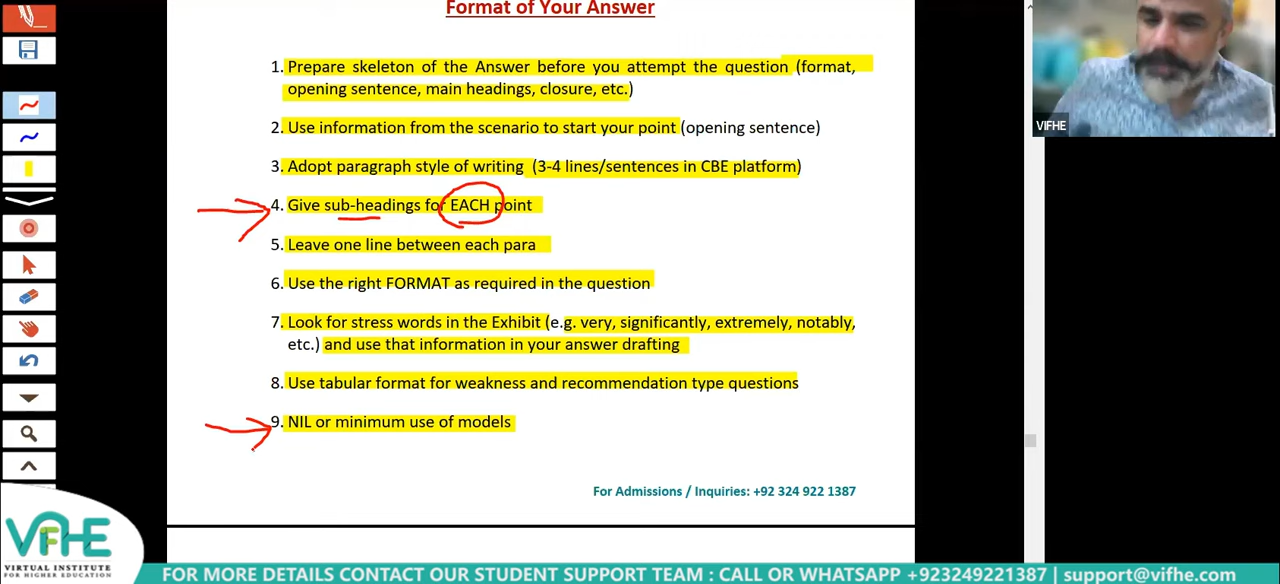 Format of Your Answer
1. Prepare skeleton of the Answer before you attempt the question (format,
opening sentence, main headings, closure, etc.)
2. Use information from the scenario to start your point (opening sentence)
3. Adopt paragraph style of writing (3-4 lines/sentences in CBE platform)
4. Give sub-headings for EACH point
5. Leave one line between each para
6. Use the right FORMAT as required in the question
7. Look for stress words in the Exhibit (e.g. very, significantly, extremely, notably,
etc.) and use that information in your answer drafting
8. Use tabular format for weakness and recommendation type questions
9. NIL or minimum use of models
For Admissions / Inquiries: +92 324 922 1387
VIFHE
VIFHE
VIRTUAL INSTITUTE
FOR HIGHER EDUCATION
FOR MORE DETAILS CONTACT OUR STUDENT SUPPORT TEAM : CALL OR WHATSAPP +923249221387 | support@vifhe.com